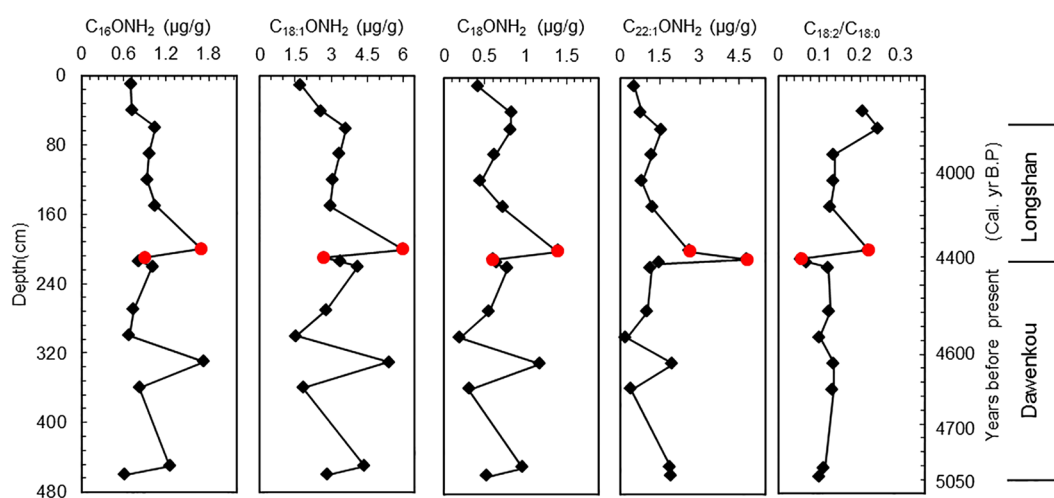 C16ONH2 (μg/g)
C18:1ONH2 (μg/g)
C18ONH2 (μg/g)
C22:1ONH2 (μg/g)
C18:2/C18:0
0 0.6 1.2 1.8
0 1.5 3 4.5 6
0 0.5 1 1.5
0 1.5 3 4.5
0 0.1 0.2 0.3
0
80
160
240
320
400
480
Depth(cm)
4000
4400
4600
4700
5050
Years before present (Cal. yr B.P)
Longshan
Dawenkou